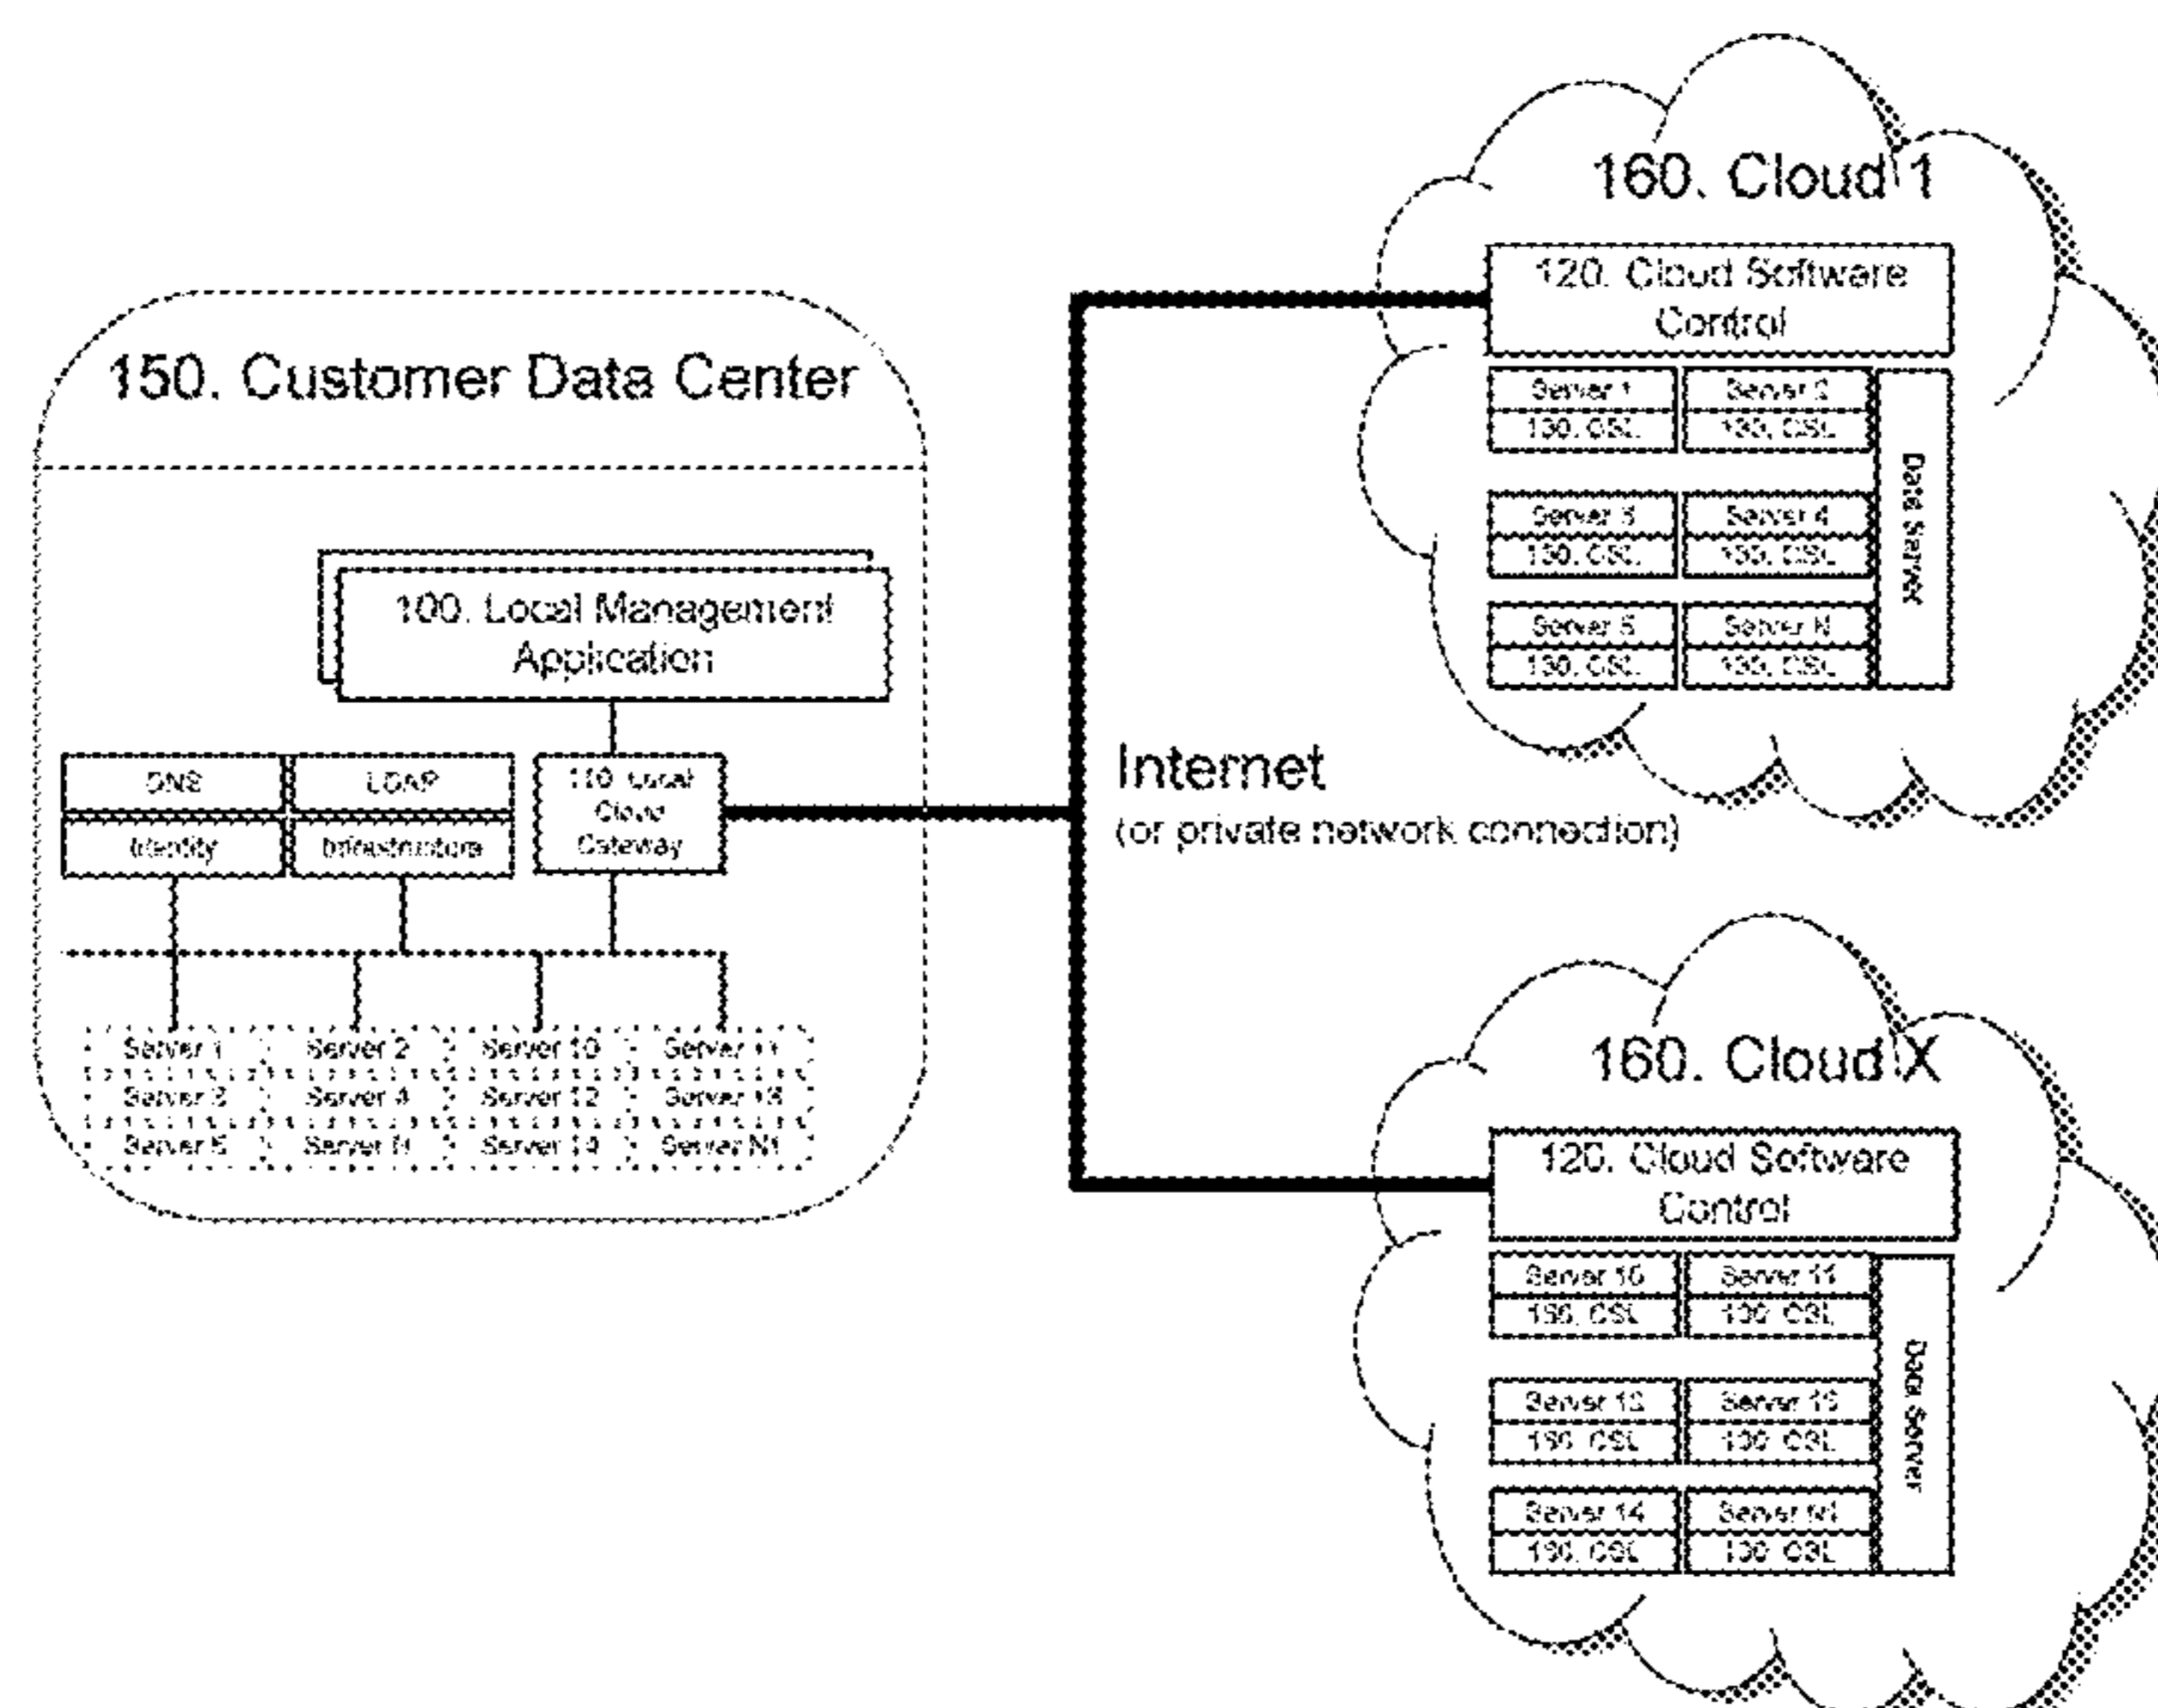 160. Cloud 1
120. Cloud Software
Control
Server 1
Server 2
130. CSL
130. CSL
Server 3
Server 4
130. CSL
130. CSL
Server 5
Server N
130. CSL
130. CSL
Data Server
150. Customer Data Center
100. Local Management
Application
DNS
LDAP
Identity
Infrastructure
110. Local
Cloud
Gateway
Internet
(or private network connection)
Server 1
Server 2
Server 10
Server 11
Server 3
Server 4
Server 12
Server 13
Server 5
Server N
Server 14
Server N1
160. Cloud X
120. Cloud Software
Control
Server 10
Server 11
130. CSL
130. CSL
Server 12
Server 13
130. CSL
130. CSL
Server 14
Server N1
130. CSL
130. CSL
Data Server